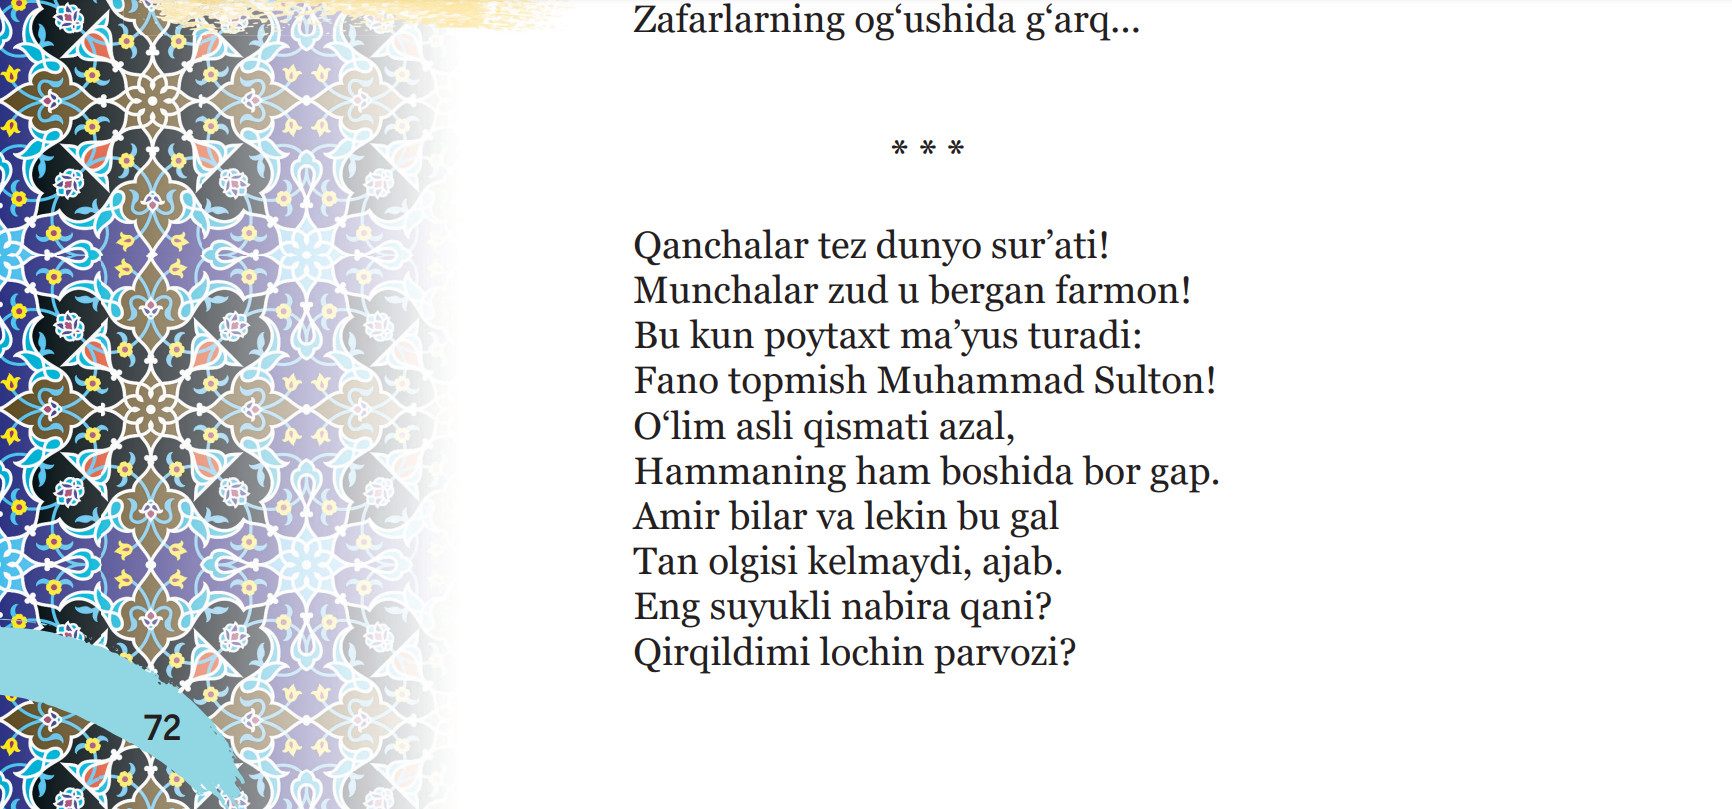 Zafarlarning og‘ushida g‘arq...
* * *
Qanchalar tez dunyo sur’ati!
Munchalar zud u bergan farmon!
Bu kun poytaxt ma’yus turadi:
Fano topmish Muhammad Sulton!
O‘lim asli qismati azal,
Hammaning ham boshida bor gap.
Amir bilar va lekin bu gal
Tan olgisi kelmaydi, ajab.
Eng suyukli nabira qani?
Qirqildimi lochin parvozi?
72